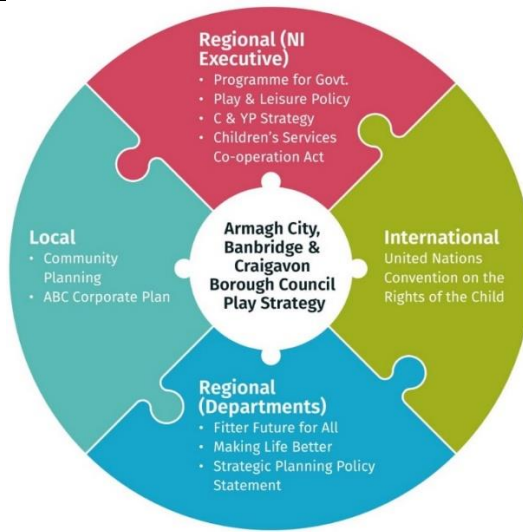 Regional (NI
Executive)
• Programme for Govt.
• Play & Leisure Policy
• C & YP Strategy
• Children's Services
Co-operation Act
Local
• Community
Planning
• ABC Corporate Plan
Armagh City,
Banbridge &
Craigavon
Borough Council
Play Strategy
International
United Nations
Convention on the
Rights of the Child
Regional
(Departments)
• Fitter Future for All
• Making Life Better
• Strategic Planning Policy
Statement